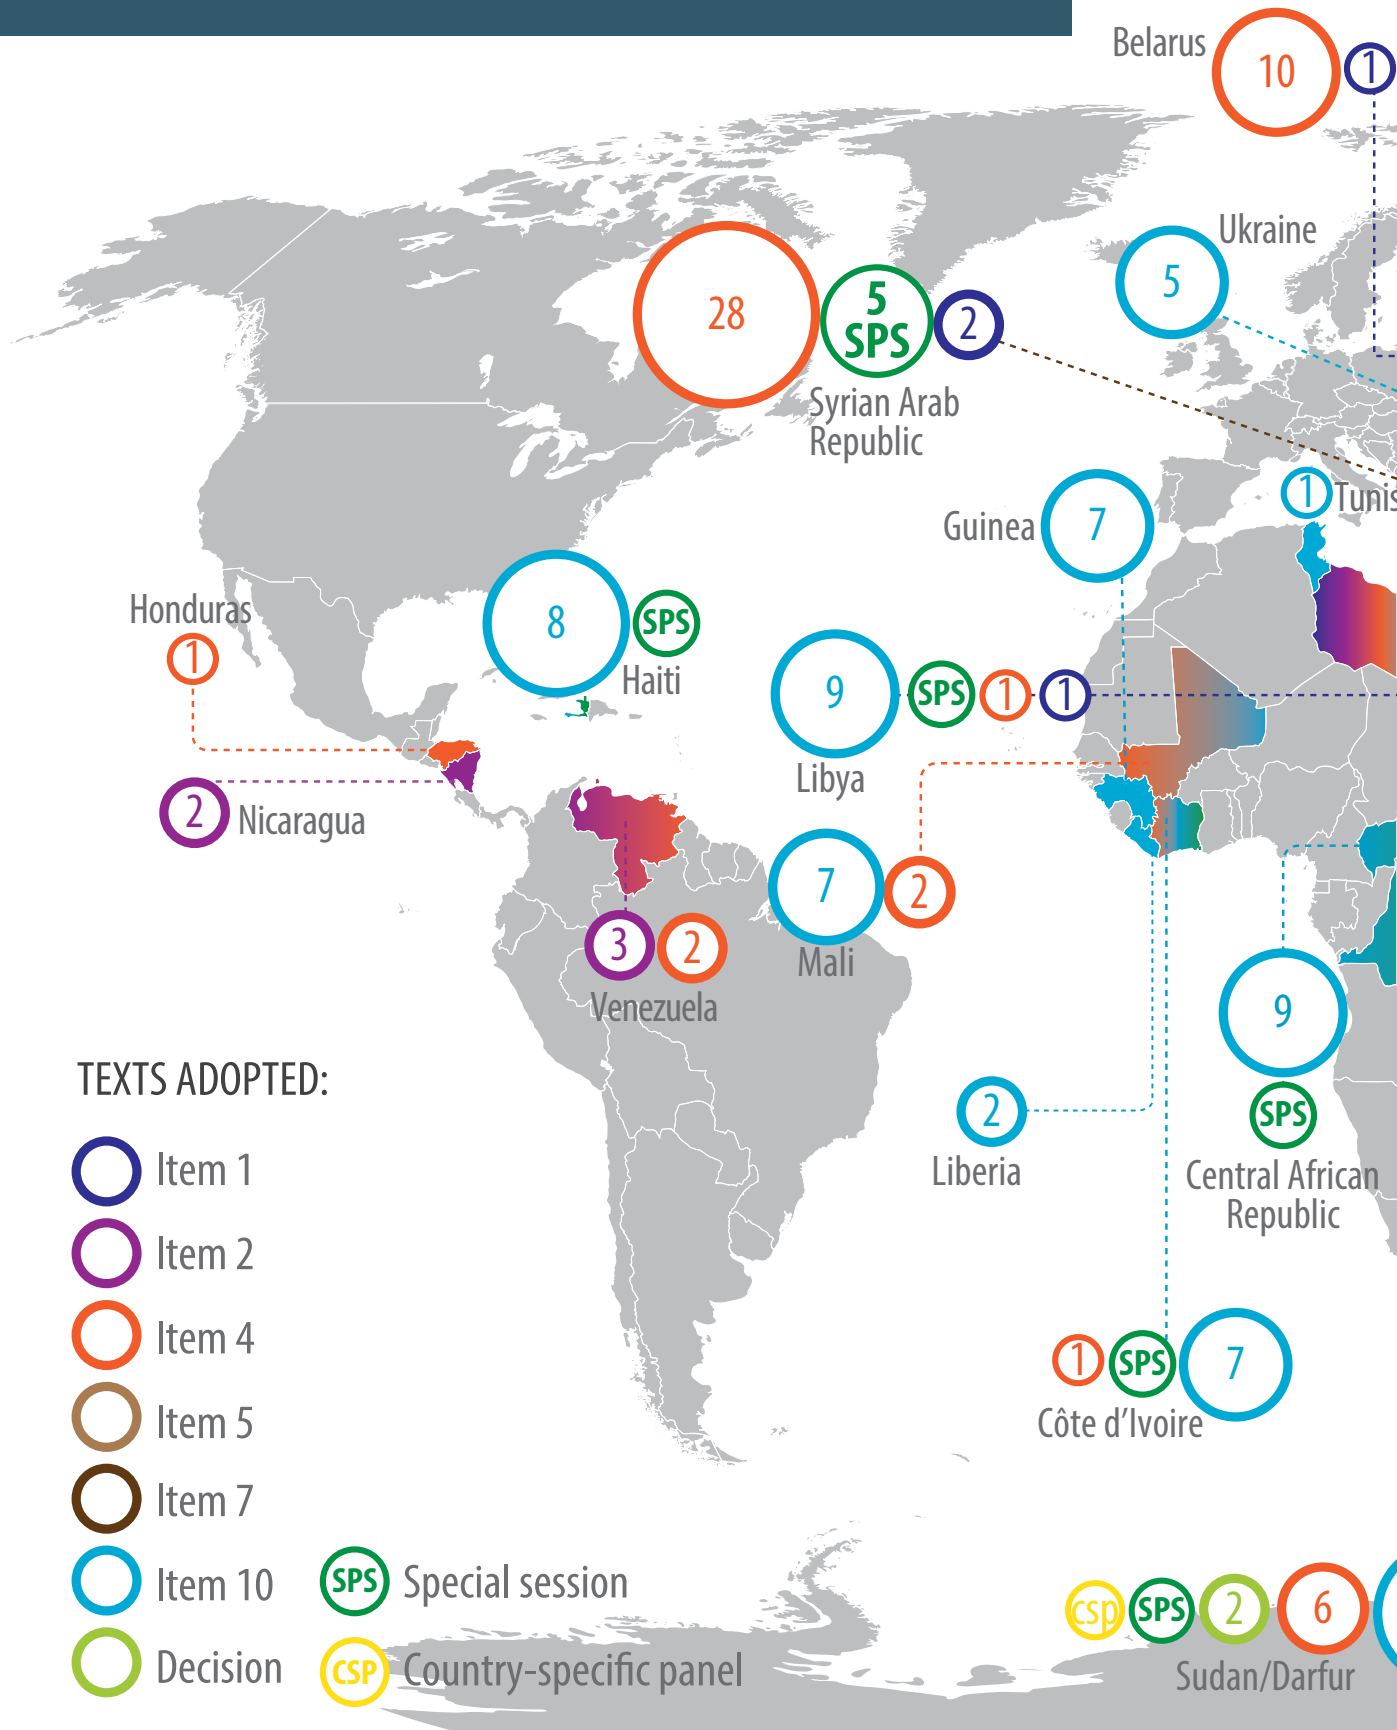 Belarus
10
1
Ukraine
5
28
5
SPS
2
Syrian Arab
Republic
1
Tunis
Guinea
7
Honduras
1
8
SPS
Haiti
9
SPS
1
1
Libya
2
Nicaragua
7
2
Mali
3
2
Venezuela
9
SPS
Central African
Republic
2
Liberia
1
SPS
7
Côte d'Ivoire
TEXTS ADOPTED:
Item 1
Item 2
Item 4
Item 5
Item 7
Item 10
Decision
SPS Special session
CSP Country-specific panel
csp
SPS
2
6
Sudan/Darfur